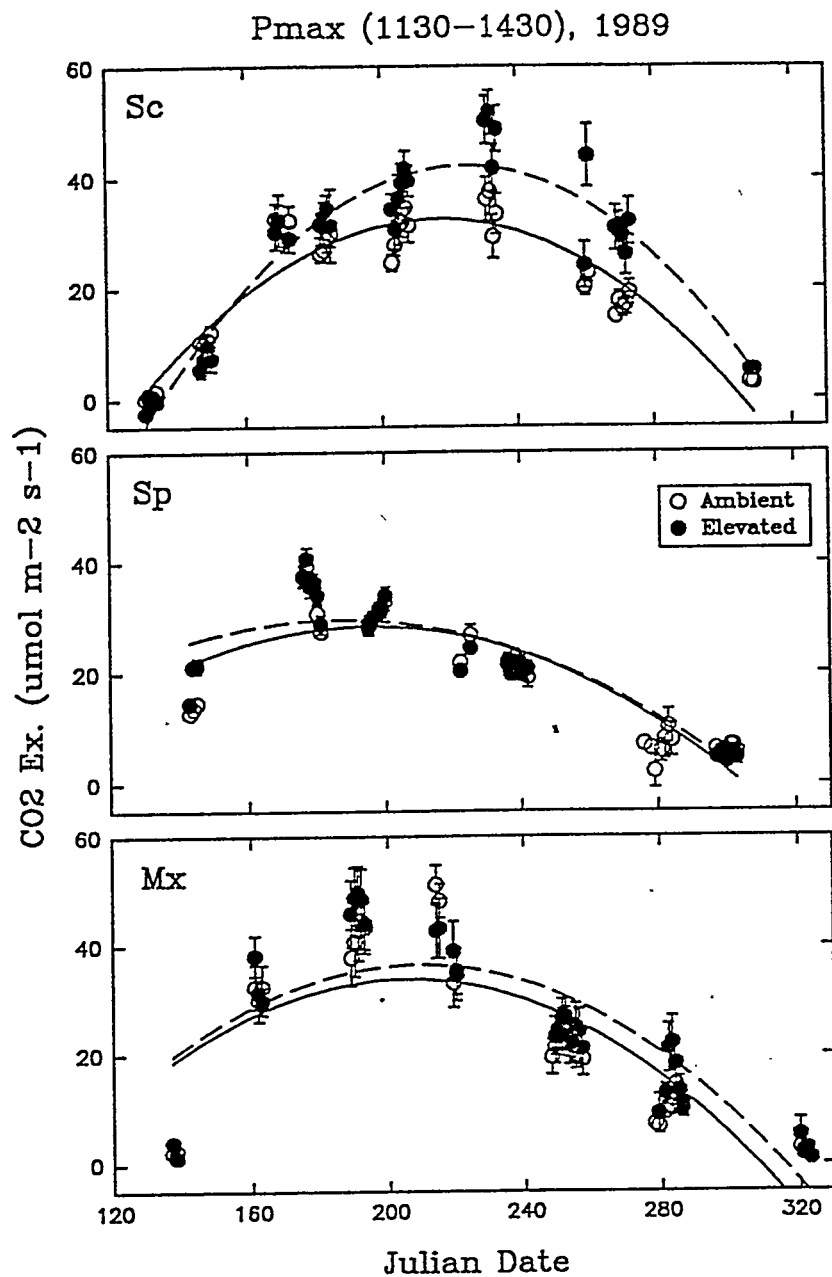 Pmax (1130-1430), 1989
60
Sc
40
20
0
60
Sp
Ambient
Elevated
40
20
0
60
Mx
40
20
0
CO2 Ex. (umol m-2 s-1)
120
160
200
240
280
320
Julian Date